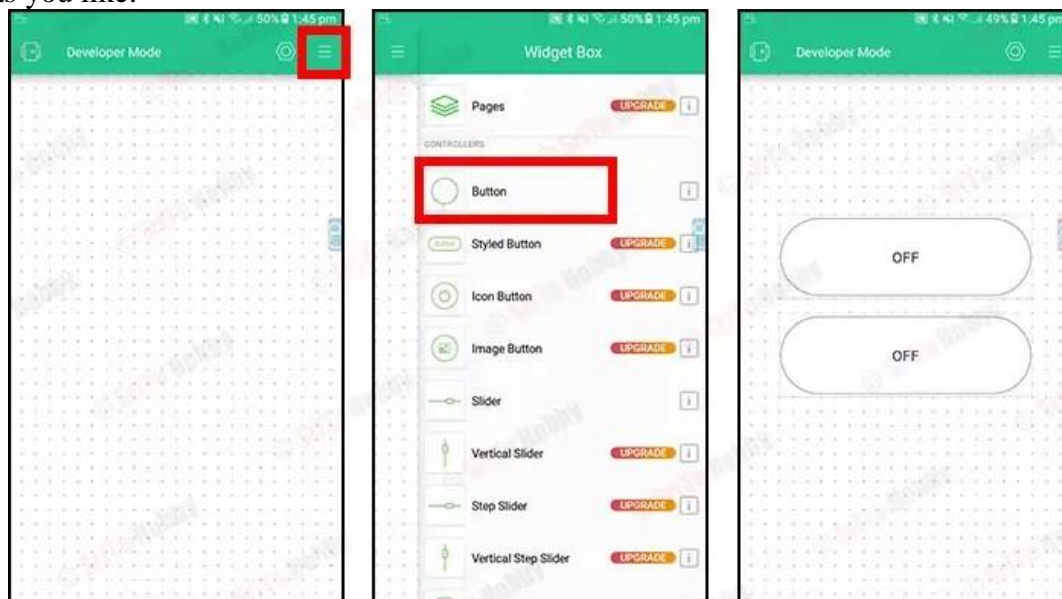 as you like.
50% 1:45 pm
Developer Mode
50% 1:45 pm
Widget Box
Pages UPGRADE i
CONTROLLERS
Button i
Styled Button UPGRADE i
Icon Button UPGRADE i
Image Button UPGRADE i
Slider i
Vertical Slider UPGRADE i
Step Slider UPGRADE i
Vertical Step Slider UPGRADE i
49% 1:45 pm
Developer Mode
OFF
OFF